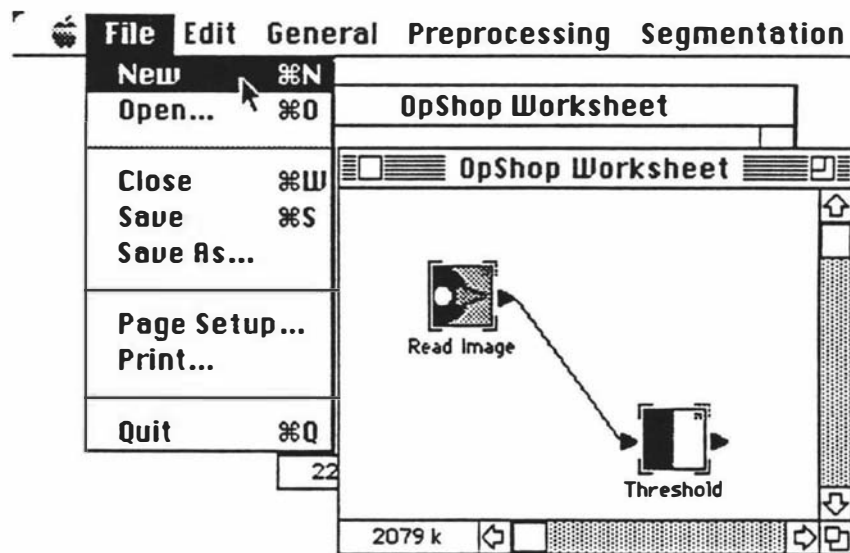 File Edit General Preprocessing Segmentation
New ⌘N
Open... ⌘O
Close ⌘W
Save ⌘S
Save As...
Page Setup...
Print...
Quit ⌘Q
OpShop Worksheet
OpShop Worksheet
Read Image
Threshold
22
2079 k